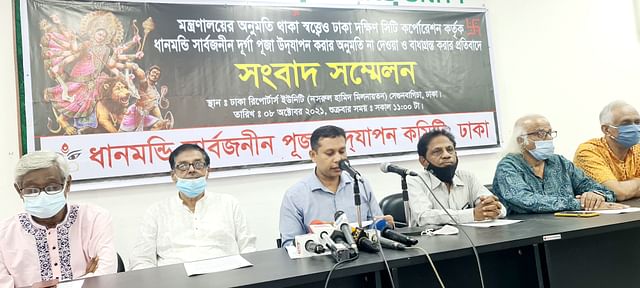 মন্ত্রণালয়ের অনুমতি থাকা স্বত্ত্বেও ঢাকা দক্ষিণ সিটি কর্পোরেশন কর্তৃক
ধানমন্ডি সার্বজনীন দূর্গা পূজা উদ্‌যাপন করার অনুমতি না দেওয়া ও বাধাগ্রস্ত করার প্রতিবাদে
সংবাদ সম্মেলন
স্থান : ঢাকা রিপোর্টার্স ইউনিটি (নসরুল হামিদ মিলনায়তন) সেগুনবাগিচা, ঢাকা।
তারিখ : ০৮ অক্টোবর ২০২১, শুক্রবার সময় : সকাল ১১:০০ টা।
ধানমন্ডি সার্বজনীন পূজা উদ্‌যাপন কমিটি, ঢাকা